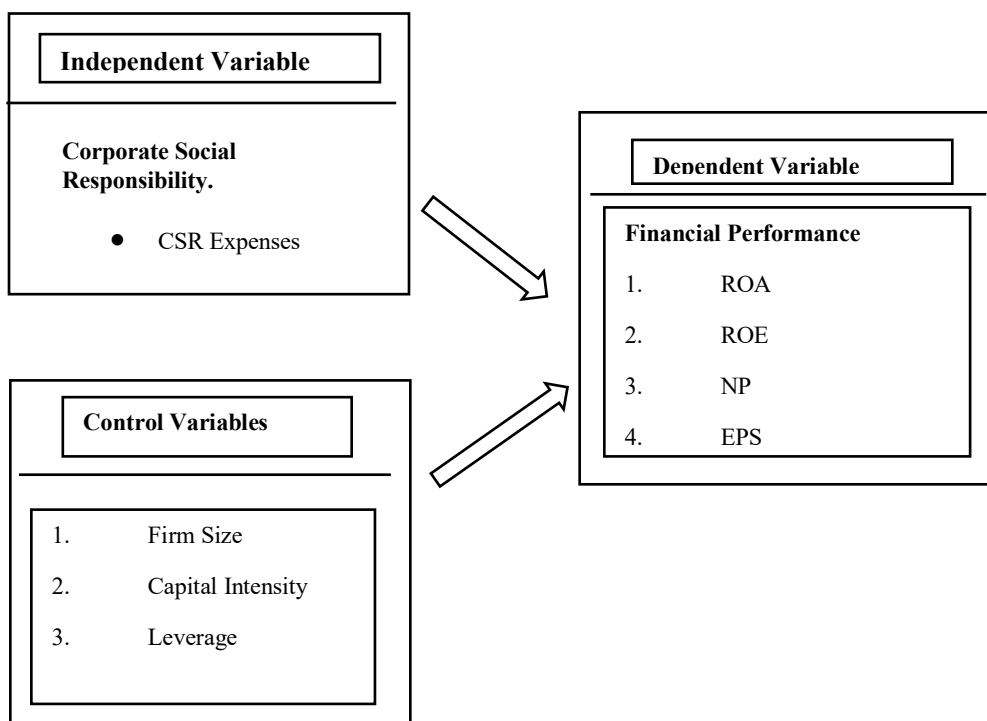 Independent Variable
Corporate Social
Responsibility.
● CSR Expenses
Control Variables
1. Firm Size
2. Capital Intensity
3. Leverage
Dependent Variable
Financial Performance
1. ROA
2. ROE
3. NP
4. EPS